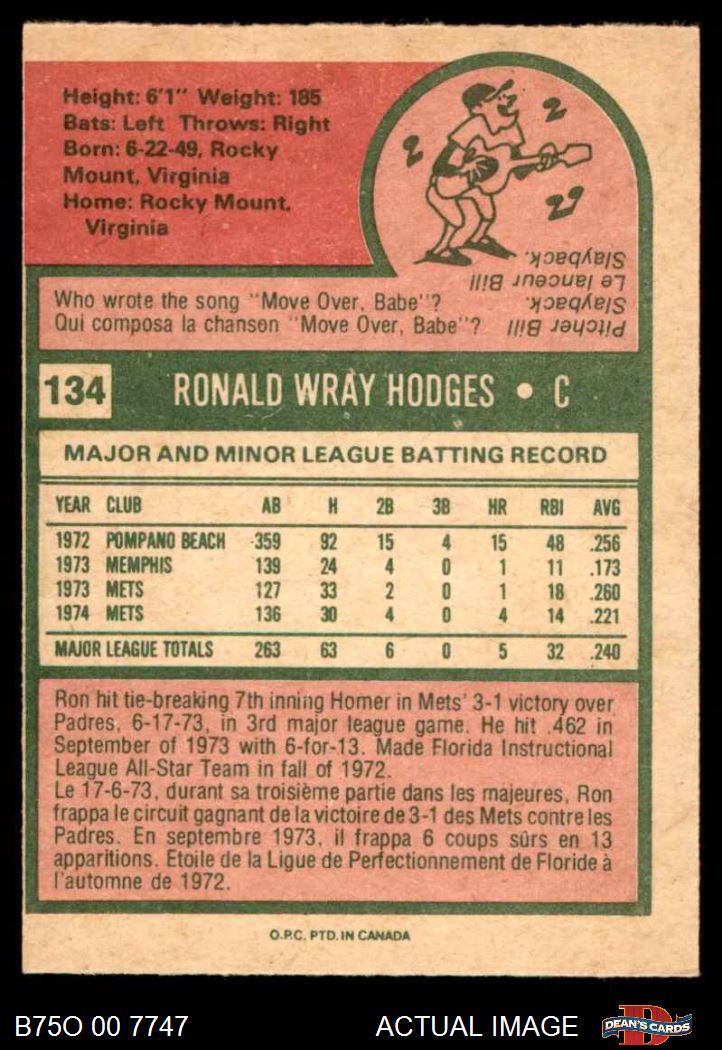 Height: 6'1" Weight: 185
Bats: Left Throws: Right
Born: 6-22-49, Rocky
Mount, Virginia
Home: Rocky Mount,
Virginia
Pitcher Bill
Slayback.
Le lanceur Bill
Slayback.
Who wrote the song "Move Over, Babe"?
Qui composa la chanson "Move Over, Babe"?
134 RONALD WRAY HODGES • C
MAJOR AND MINOR LEAGUE BATTING RECORD
YEAR CLUB AB H 2B 3B HR RBI AVG
1972 POMPANO BEACH 359 92 15 4 15 48 .256
1973 MEMPHIS 139 24 4 0 1 11 .173
1973 METS 127 33 2 0 1 18 .260
1974 METS 136 30 4 0 4 14 .221
MAJOR LEAGUE TOTALS 263 63 6 0 5 32 .240
Ron hit tie-breaking 7th inning Homer in Mets' 3-1 victory over
Padres, 6-17-73, in 3rd major league game. He hit .462 in
September of 1973 with 6-for-13. Made Florida Instructional
League All-Star Team in fall of 1972.
Le 17-6-73, durant sa troisième partie dans les majeures, Ron
frappa le circuit gagnant de la victoire de 3-1 des Mets contre les
Padres. En septembre 1973, il frappa 6 coups sûrs en 13
apparitions. Etoile de la Ligue de Perfectionnement de Floride à
l'automne de 1972.
O.P.C. PTD. IN CANADA
B75O 00 7747 ACTUAL IMAGE DEAN'S CARDS